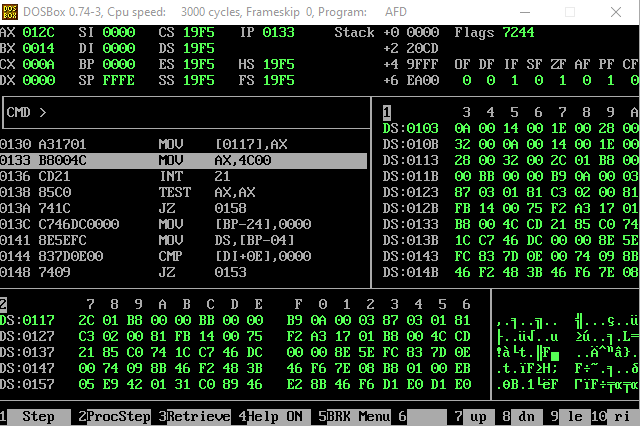 DOSBox 0.74-3, Cpu speed: 3000 cycles, Frameskip 0, Program: AFD
AX 012C SI 0000 CS 19F5 IP 0133 Stack +0 0000 Flags 7244
BX 0014 DI 0000 DS 19F5 +2 20CD
CX 000A BP 0000 ES 19F5 HS 19F5 +4 9FFF OF DF IF SF ZF AF PF CF
DX 0000 SP FFFE SS 19F5 FS 19F5 +6 EA00 0 0 1 0 1 0 1 0
CMD >
1 3 4 5 6 7 8 9 A
DS:0103 0A 00 14 00 1E 00 28 00
DS:010B 32 00 0A 00 14 00 1E 00
DS:0113 28 00 32 00 2C 01 B8 00
DS:011B 00 BB 00 00 B9 0A 00 03
DS:0123 87 03 01 81 C3 02 00 81
DS:012B FB 14 00 75 F2 A3 17 01
DS:0133 B8 00 4C CD 21 85 C0 74
DS:013B 1C C7 46 DC 00 00 8E 5E
DS:0143 FC 83 7D 0E 00 74 09 8B
DS:014B 46 F2 48 3B 46 F6 7E 08
0130 A31701 MOV [0117],AX
0133 B8004C MOV AX,4C00
0136 CD21 INT 21
0138 85C0 TEST AX,AX
013A 741C JZ 0158
013C C746DC0000 MOV [BP-24],0000
0141 8E5EFC MOV DS,[BP-04]
0144 837D0E00 CMP [DI+0E],0000
0148 7409 JZ 0153
2 7 8 9 A B C D E F 0 1 2 3 4 5 6
DS:0117 2C 01 B8 00 00 BB 00 00 B9 0A 00 03 87 03 01 81
DS:0127 C3 02 00 81 FB 14 00 75 F2 A3 17 01 B8 00 4C CD
DS:0137 21 85 C0 74 1C C7 46 DC 00 00 8E 5E FC 83 7D 0E
DS:0147 00 74 09 8B 46 F2 48 3B 46 F6 7E 08 B8 01 00 EB
DS:0157 05 E9 42 01 31 C0 89 46 E2 8B 46 F6 D1 E0 D1 E0
1 Step 2 ProcStep 3 Retrieve 4 Help ON 5 BRK Menu 6 7 up 8 dn 9 le 10 ri